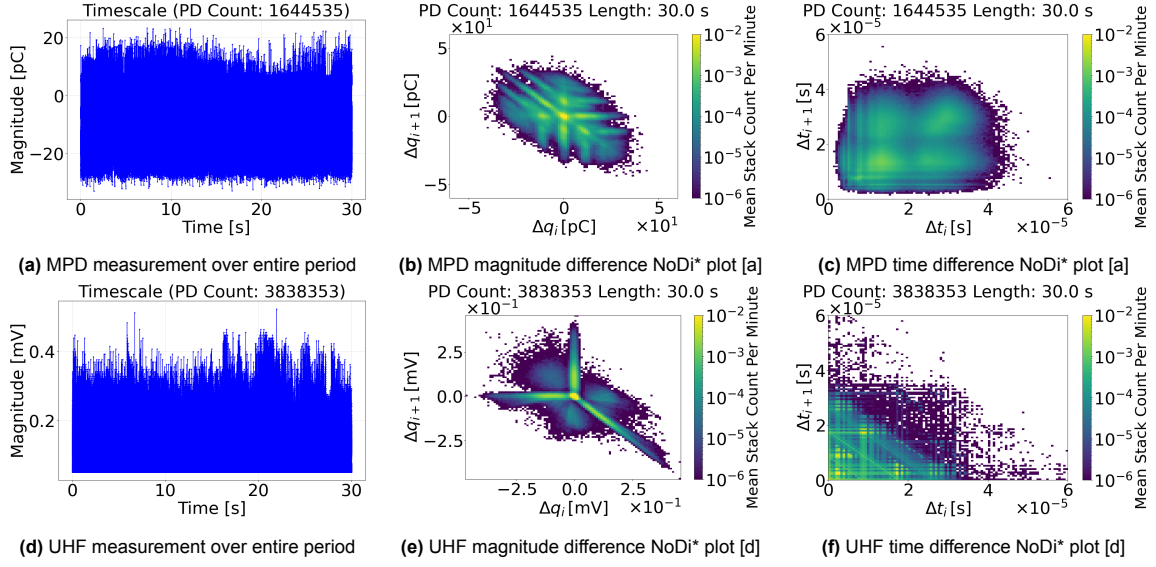 Timescale (PD Count: 1644535)
Magnitude [pC]
20
0
−20
0
10
20
30
Time [s]
(a) MPD measurement over entire period
PD Count: 1644535 Length: 30.0 s
×10¹
Δqᵢ₊₁ [pC]
5
0
−5
−5
0
5
Δqᵢ [pC]
×10¹
10⁻²
10⁻³
10⁻⁴
10⁻⁵
10⁻⁶
Mean Stack Count Per Minute
(b) MPD magnitude difference NoDi* plot [a]
PD Count: 1644535 Length: 30.0 s
×10⁻⁵
Δtᵢ₊₁ [s]
6
4
2
0
0
2
4
6
Δtᵢ [s]
×10⁻⁵
10⁻²
10⁻³
10⁻⁴
10⁻⁵
10⁻⁶
Mean Stack Count Per Minute
(c) MPD time difference NoDi* plot [a]
Timescale (PD Count: 3838353)
Magnitude [mV]
0.4
0.2
0
10
20
30
Time [s]
(d) UHF measurement over entire period
PD Count: 3838353 Length: 30.0 s
×10⁻¹
Δqᵢ₊₁ [mV]
2.5
0.0
−2.5
−2.5
0.0
2.5
Δqᵢ [mV]
×10⁻¹
10⁻²
10⁻³
10⁻⁴
10⁻⁵
10⁻⁶
Mean Stack Count Per Minute
(e) UHF magnitude difference NoDi* plot [d]
PD Count: 3838353 Length: 30.0 s
×10⁻⁵
Δtᵢ₊₁ [s]
6
4
2
0
0
2
4
6
Δtᵢ [s]
×10⁻⁵
10⁻²
10⁻³
10⁻⁴
10⁻⁵
10⁻⁶
Mean Stack Count Per Minute
(f) UHF time difference NoDi* plot [d]